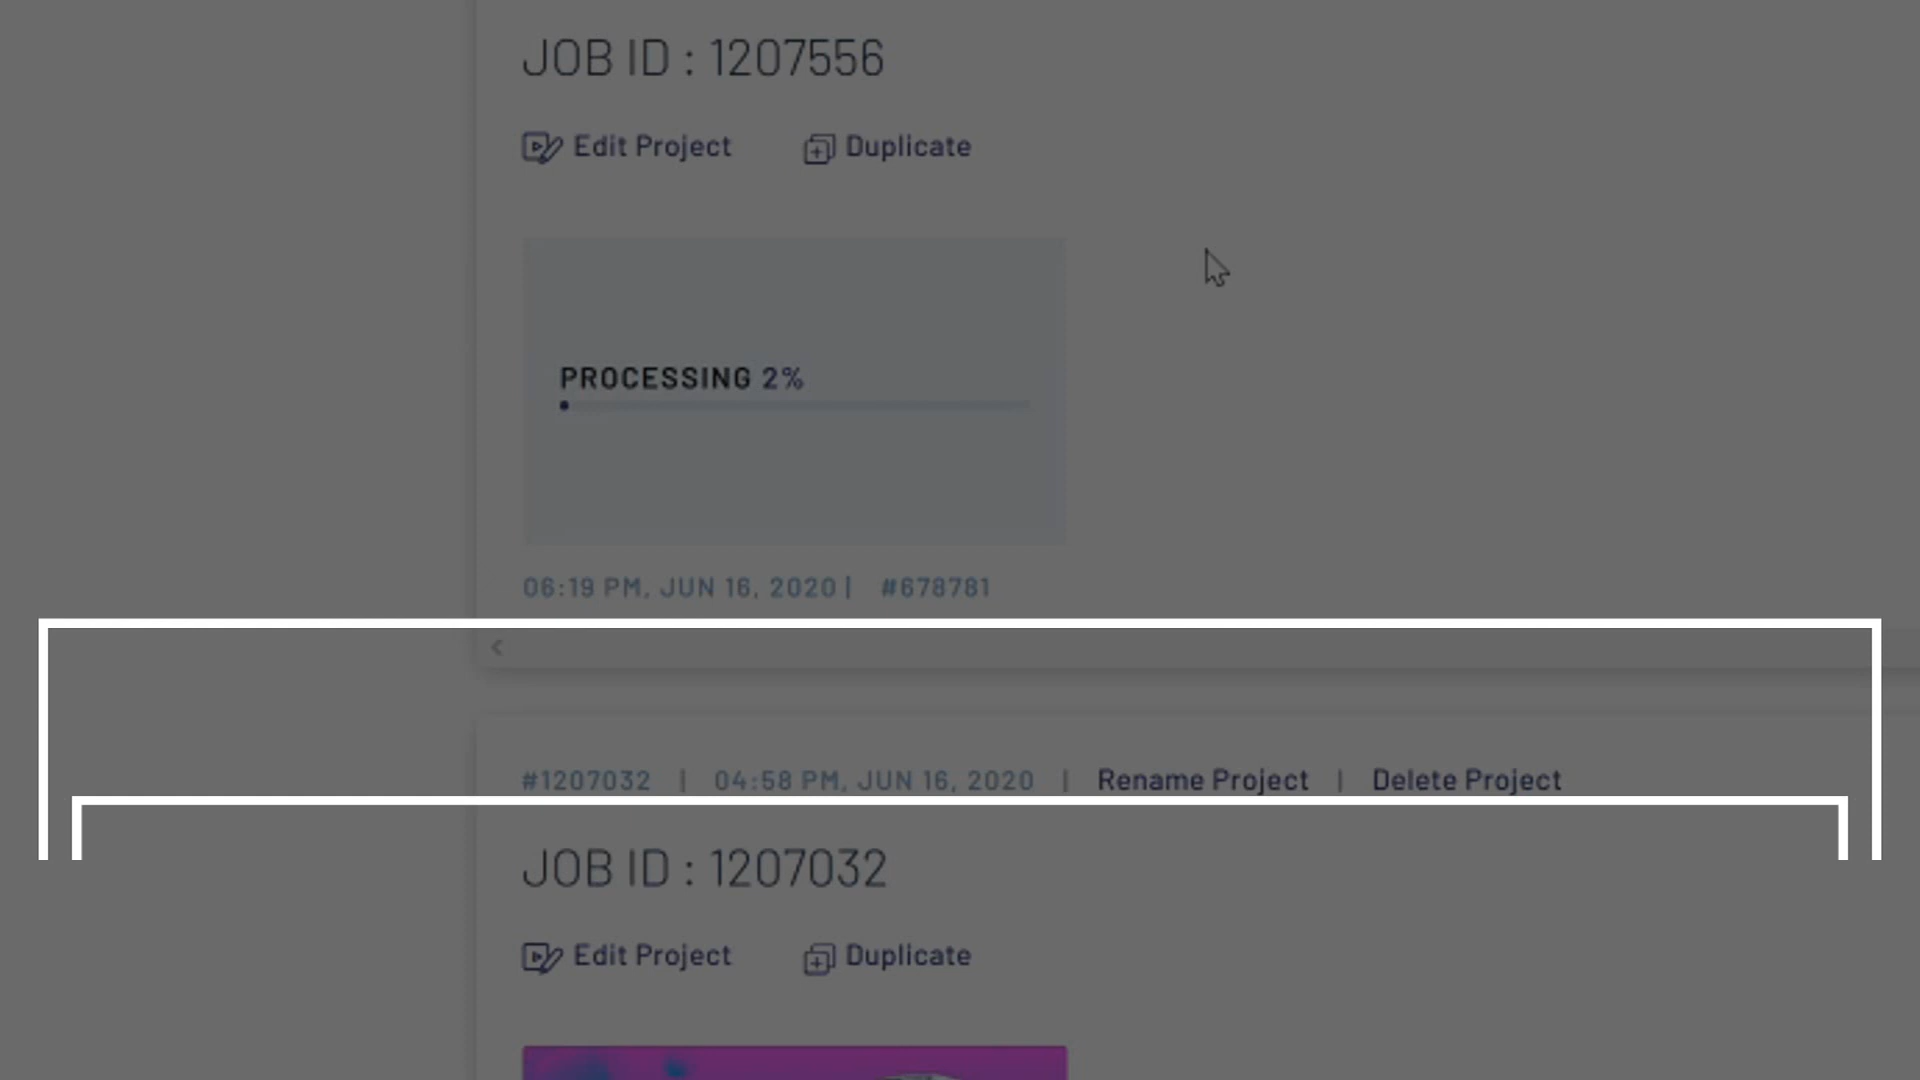 JOB ID : 1207556
Edit Project Duplicate
PROCESSING 2%
06:19 PM, JUN 16, 2020 | #678781
#1207032 | 04:58 PM, JUN 16, 2020 | Rename Project | Delete Project
JOB ID : 1207032
Edit Project Duplicate